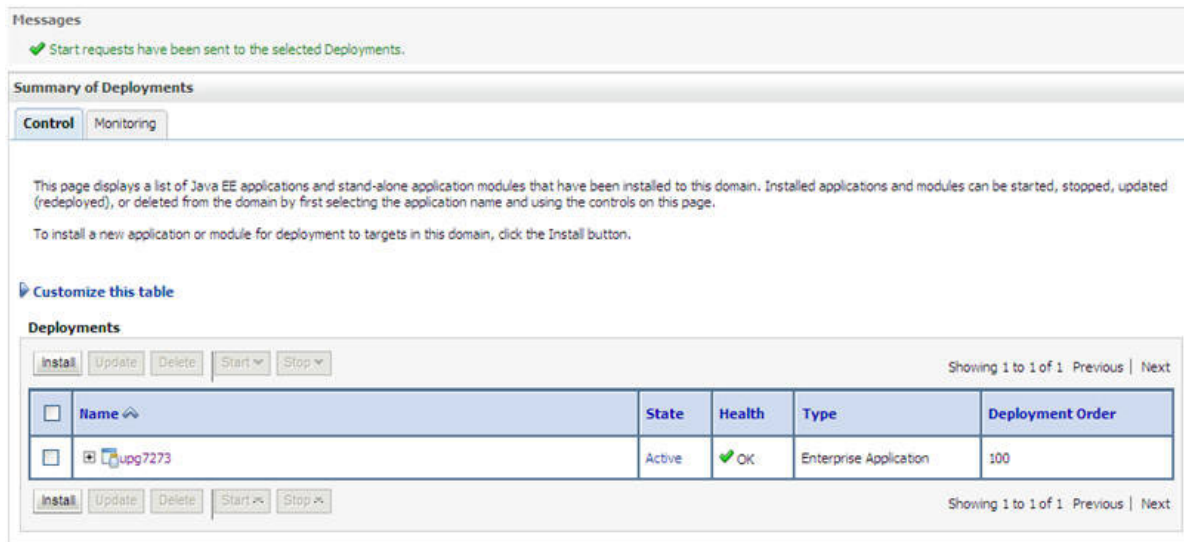 Messages
Start requests have been sent to the selected Deployments.
Summary of Deployments
Control Monitoring
This page displays a list of Java EE applications and stand-alone application modules that have been installed to this domain. Installed applications and modules can be started, stopped, updated
(redeployed), or deleted from the domain by first selecting the application name and using the controls on this page.
To install a new application or module for deployment to targets in this domain, click the Install button.
Customize this table
Deployments
Install Update Delete Start Stop Showing 1 to 1 of 1 Previous | Next
Name State Health Type Deployment Order
upg7273 Active OK Enterprise Application 100
Install Update Delete Start Stop Showing 1 to 1 of 1 Previous | Next